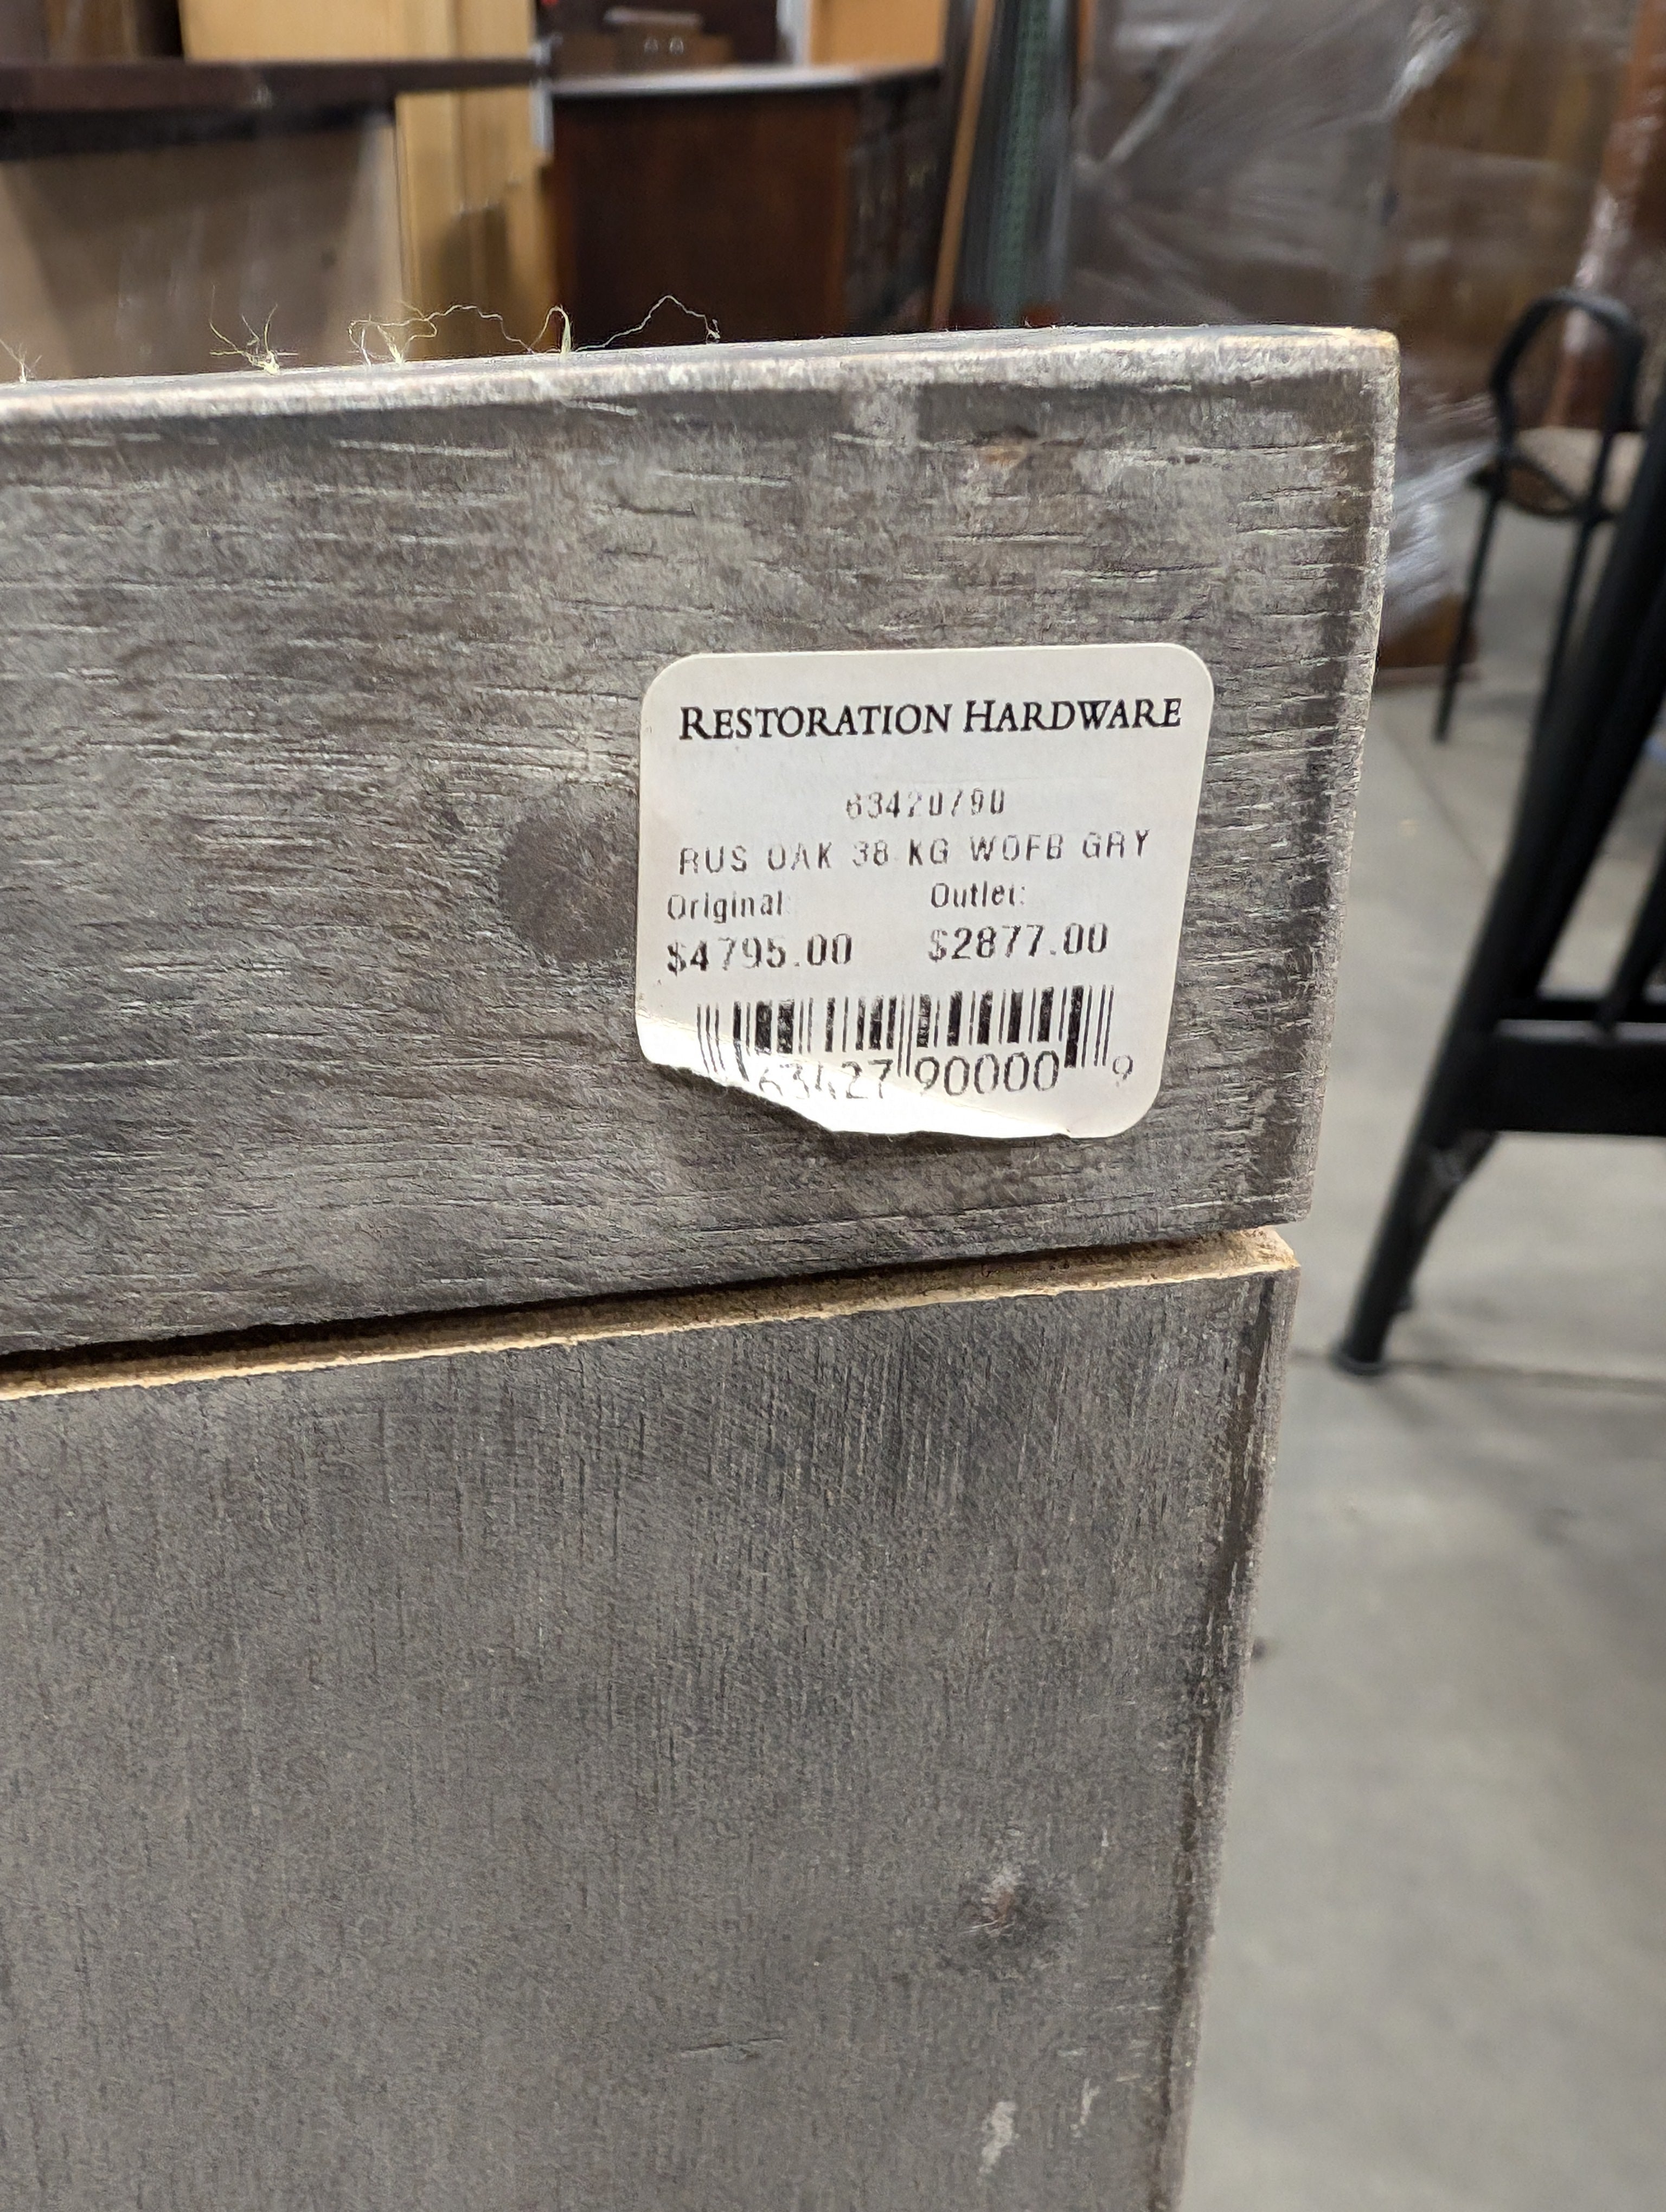 RESTORATION HARDWARE
63420790
RUS OAK 38 KG WOFB GRY
Original: Outlet:
$4795.00 $2877.00
63427 90000 9